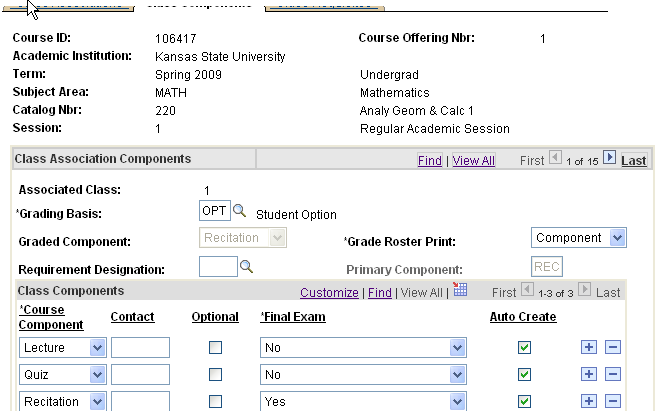 Class Components
Course ID: 106417 Course Offering Nbr: 1
Academic Institution: Kansas State University
Term: Spring 2009 Undergrad
Subject Area: MATH Mathematics
Catalog Nbr: 220 Analy Geom & Calc 1
Session: 1 Regular Academic Session
Class Association Components Find | View All First 1 of 15 Last
Associated Class: 1
*Grading Basis: OPT Student Option
Graded Component: Recitation *Grade Roster Print: Component
Requirement Designation: Primary Component: REC
Class Components Customize | Find | View All | First 1-3 of 3 Last
*Course Component Contact Optional *Final Exam Auto Create
Lecture No
Quiz No
Recitation Yes